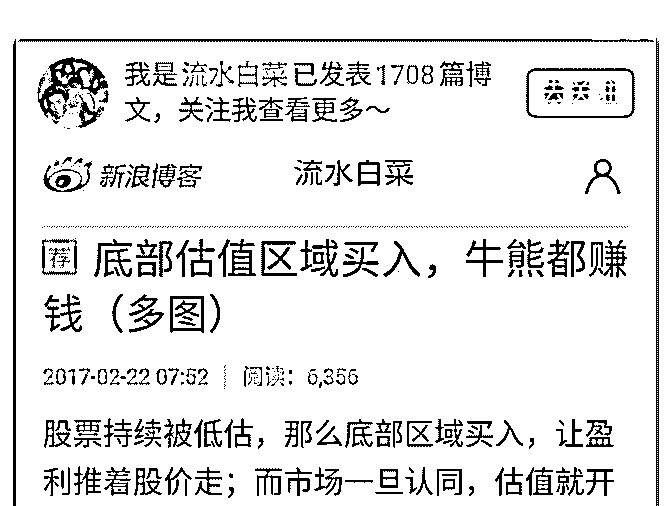 我是流水白菜已发表1708篇博
文，关注我查看更多～
新浪博客
流水白菜
荐 底部估值区域买入，牛熊都赚
钱（多图）
2017-02-22 07:52 | 阅读：6,356
股票持续被低估，那么底部区域买入，让盈
利推着股价走；而市场一旦认同，估值就开